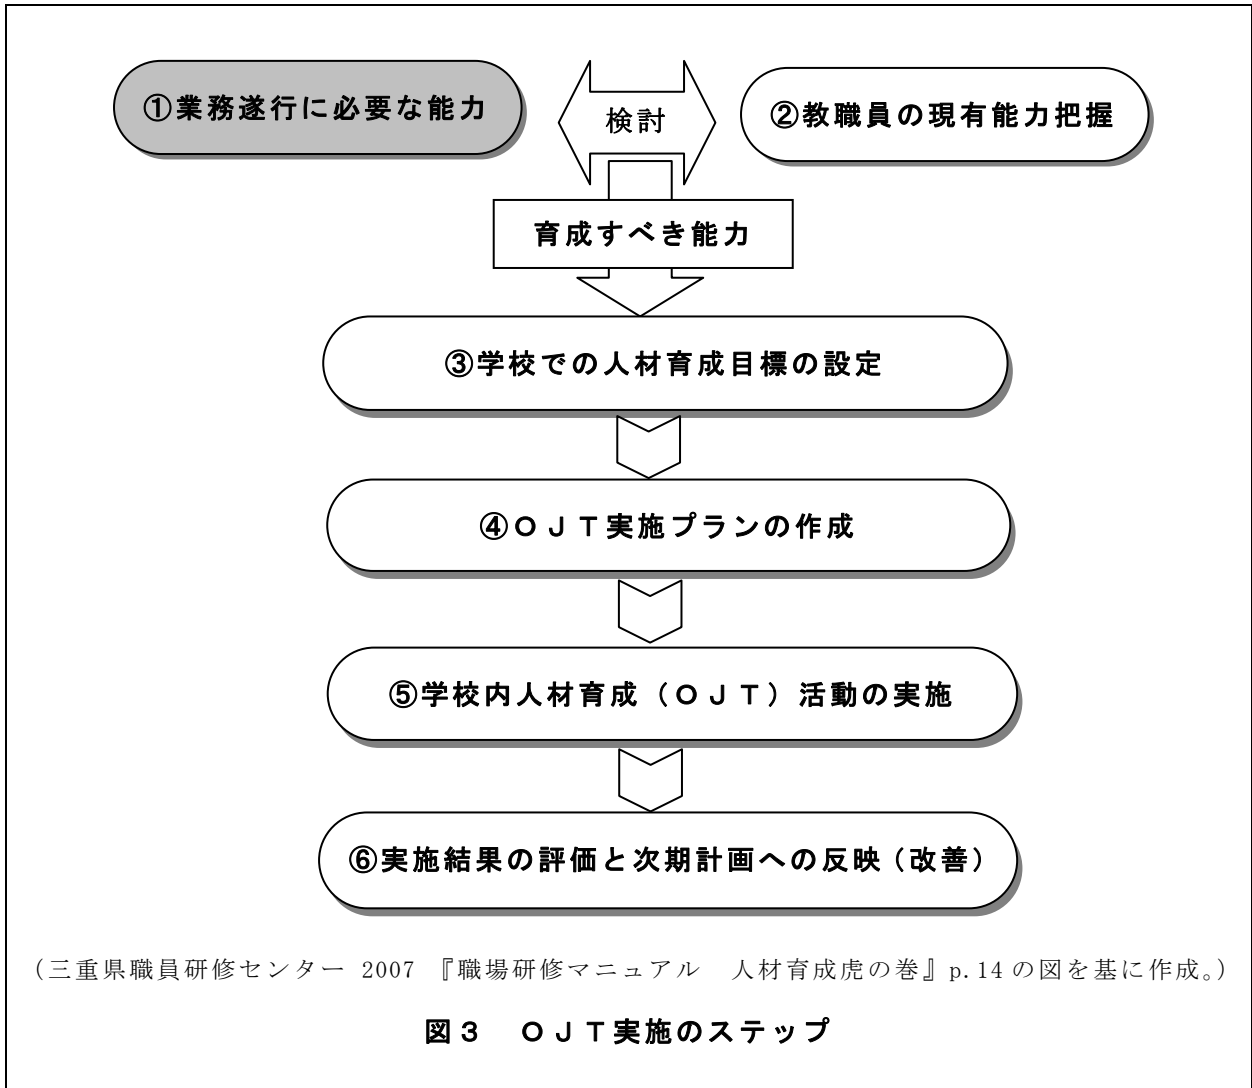 ①業務遂行に必要な能力
検討
②教職員の現有能力把握
育成すべき能力
③学校での人材育成目標の設定
④ＯＪＴ実施プランの作成
⑤学校内人材育成（ＯＪＴ）活動の実施
⑥実施結果の評価と次期計画への反映（改善）
（三重県職員研修センター 2007 『職場研修マニュアル　人材育成虎の巻』p.14の図を基に作成。）
図３　ＯＪＴ実施のステップ